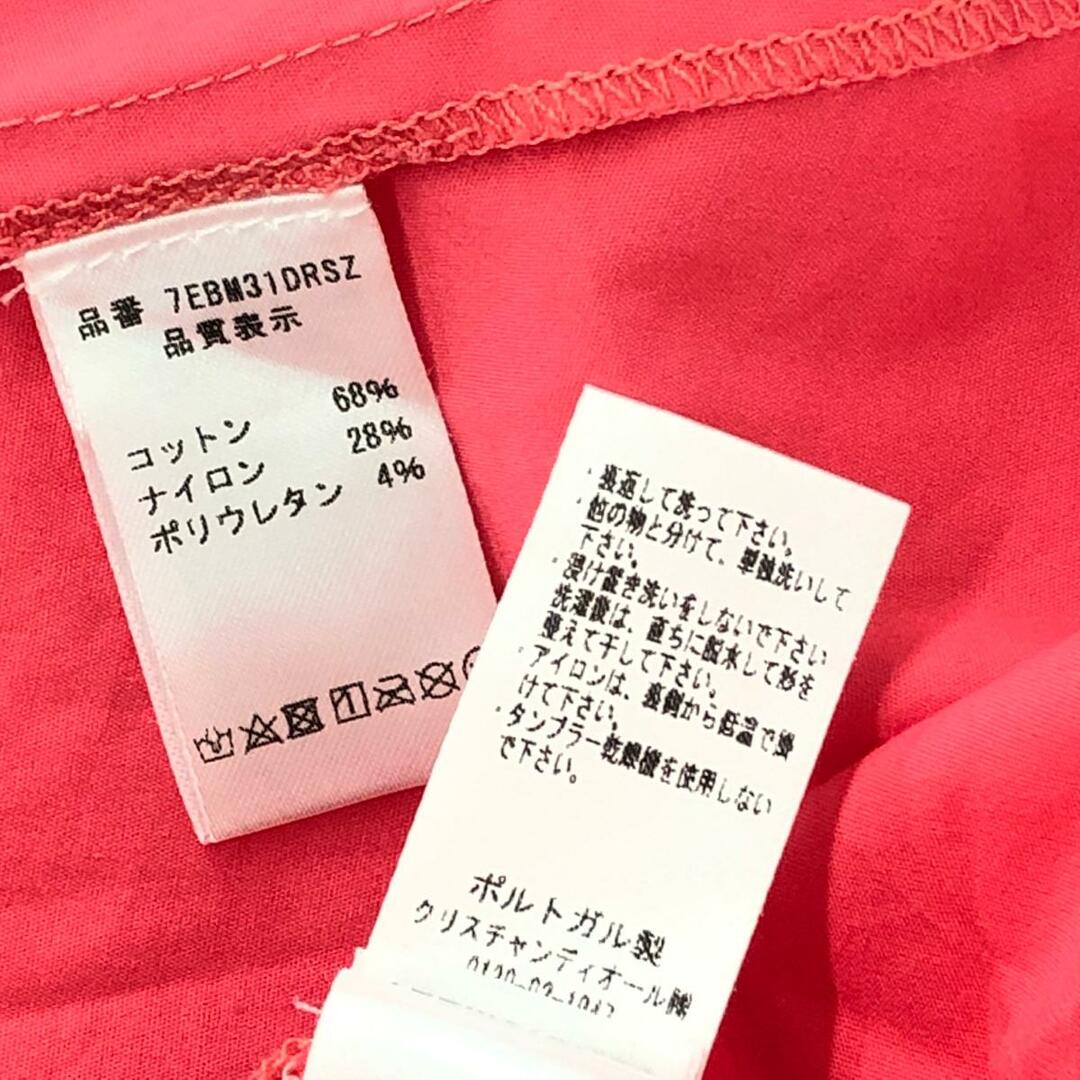 品番 7EBM31DRSZ
品質表示
コットン 68%
ナイロン 28%
ポリウレタン 4%
・裏返して洗って下さい。
・他の物と分けて、単独洗いして
下さい。
・浸け置き洗いをしないで下さい
洗濯後は、直ちに脱水して形を
整えて干して下さい。
・アイロンは、裏側から低温で掛
けて下さい。
・タンブラー乾燥機を使用しない
で下さい。
ポルトガル製
クリスチャンディオール㈱